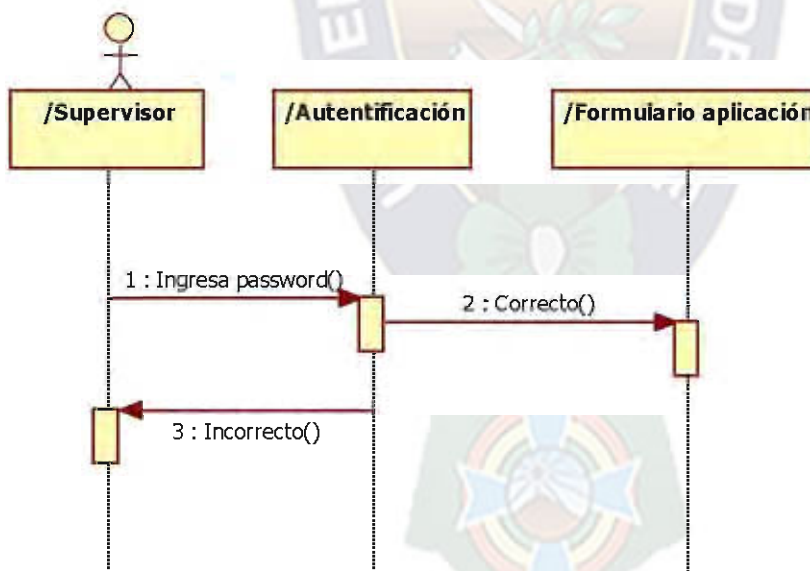 /Supervisor
/Autentificación
/Formulario aplicación
1 : Ingresa password()
2 : Correcto()
3 : Incorrecto()